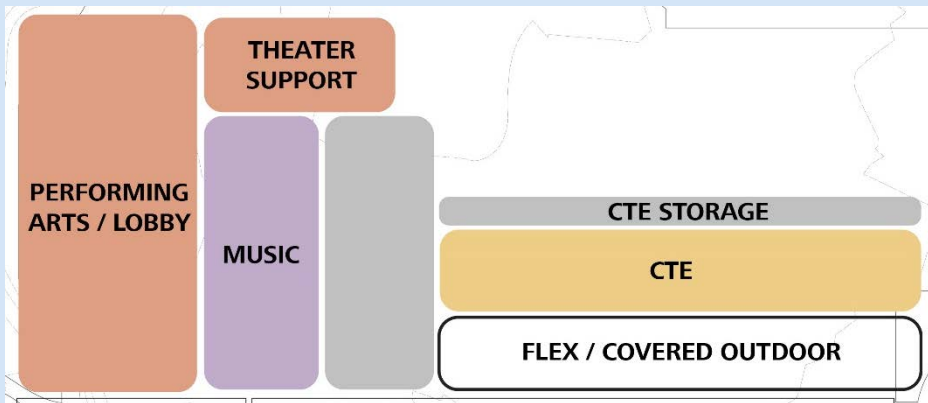 THEATER
SUPPORT
PERFORMING
ARTS / LOBBY
MUSIC
CTE STORAGE
CTE
FLEX / COVERED OUTDOOR